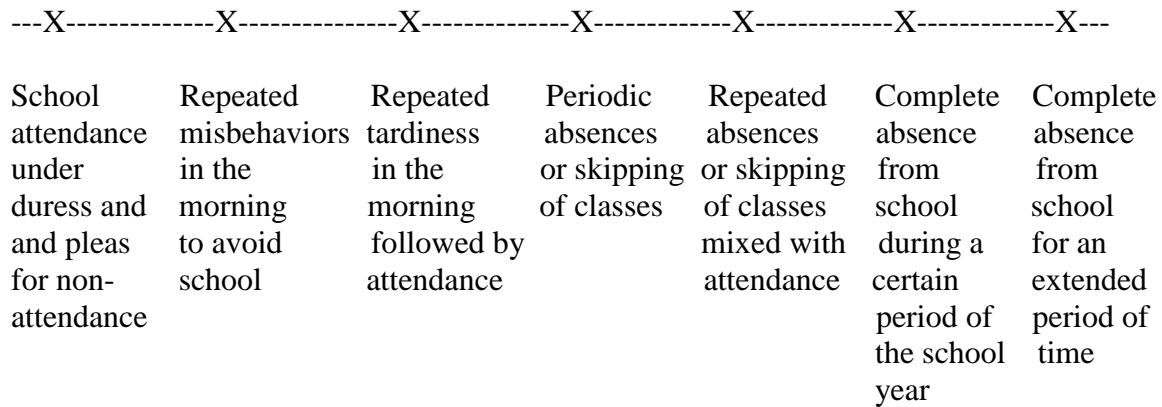 ---X--------------X---------------X--------------X-------------X-------------X-------------X---
School
attendance
under
duress and
and pleas
for non-
attendance
Repeated
misbehaviors
in the
morning
to avoid
school
Repeated
tardiness
in the
morning
followed by
attendance
Periodic
absences
or skipping
of classes
Repeated
absences
or skipping
of classes
mixed with
attendance
Complete
absence
from
school
during a
certain
period of
the school
year
Complete
absence
from
school
for an
extended
period of
time